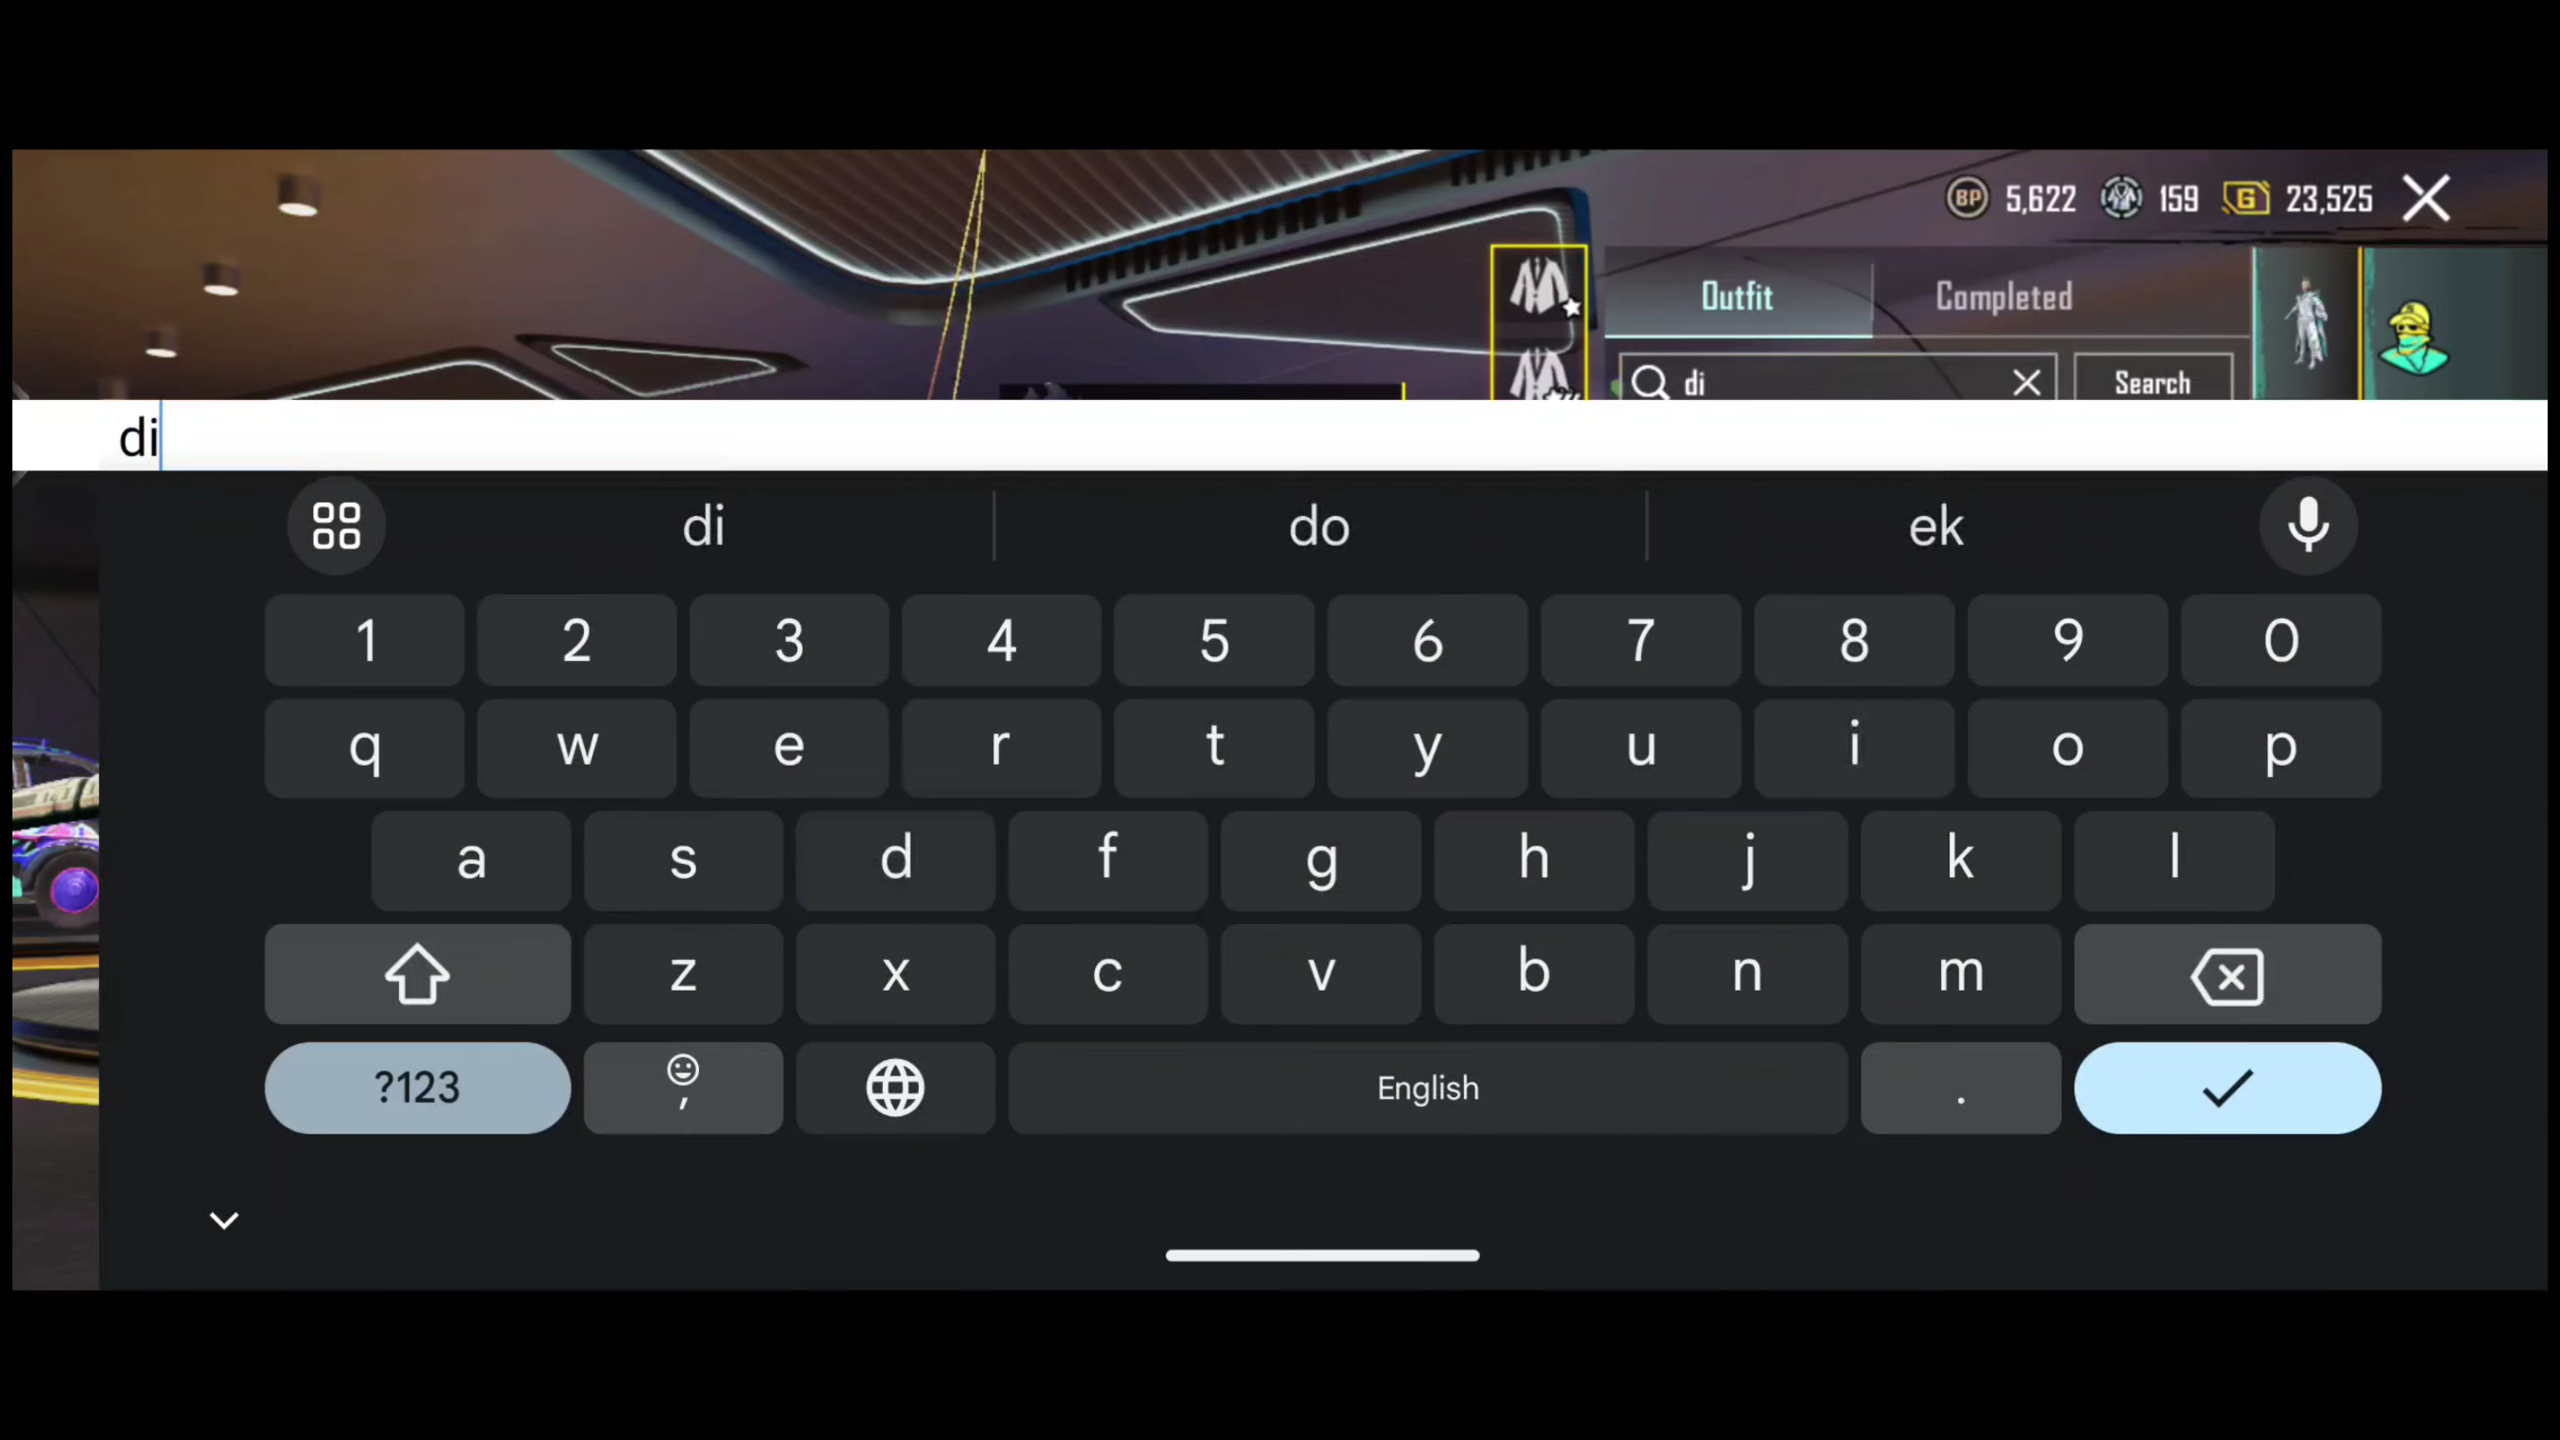 BP 5,622 159 G 23,525
Outfit Completed
di Search
di
di do ek
1 2 3 4 5 6 7 8 9 0
q w e r t y u i o p
a s d f g h j k l
z x c v b n m
?123 , English .